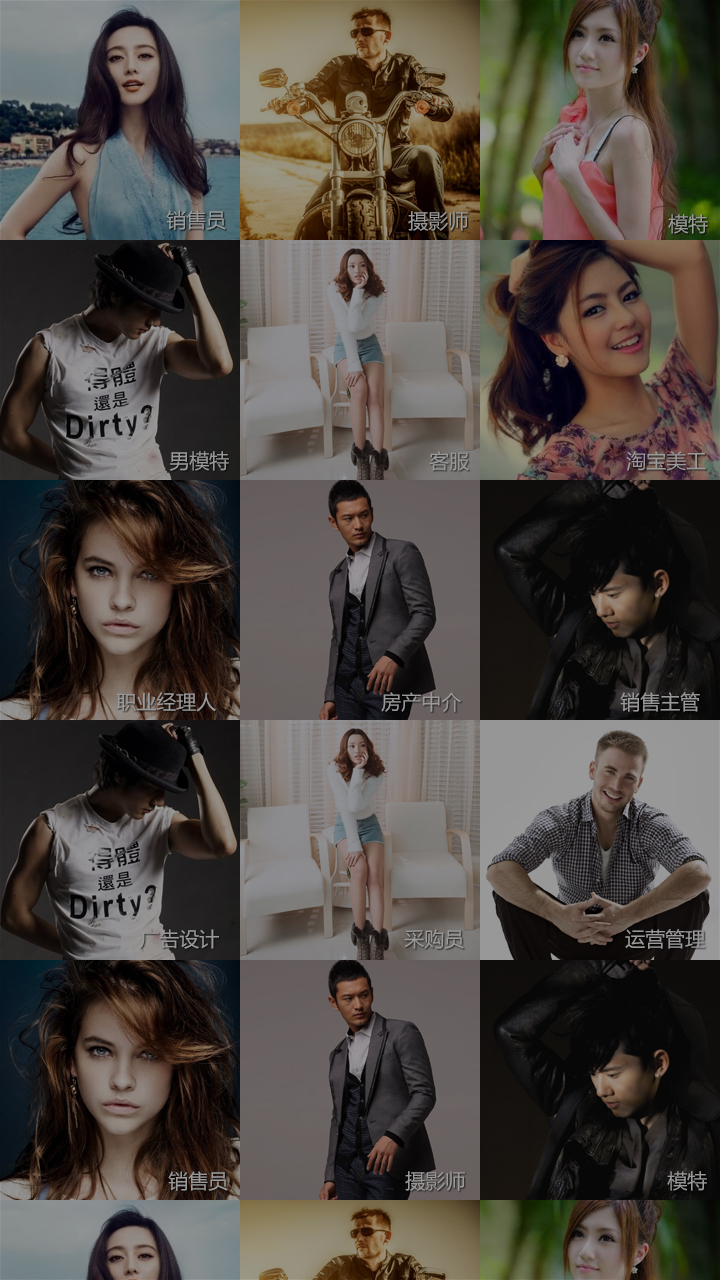 销售员
摄影师
模特
得體
還是
Dirty?
男模特
客服
淘宝美工
职业经理人
房产中介
销售主管
得體
還是
Dirty?
广告设计
采购员
运营管理
销售员
摄影师
模特